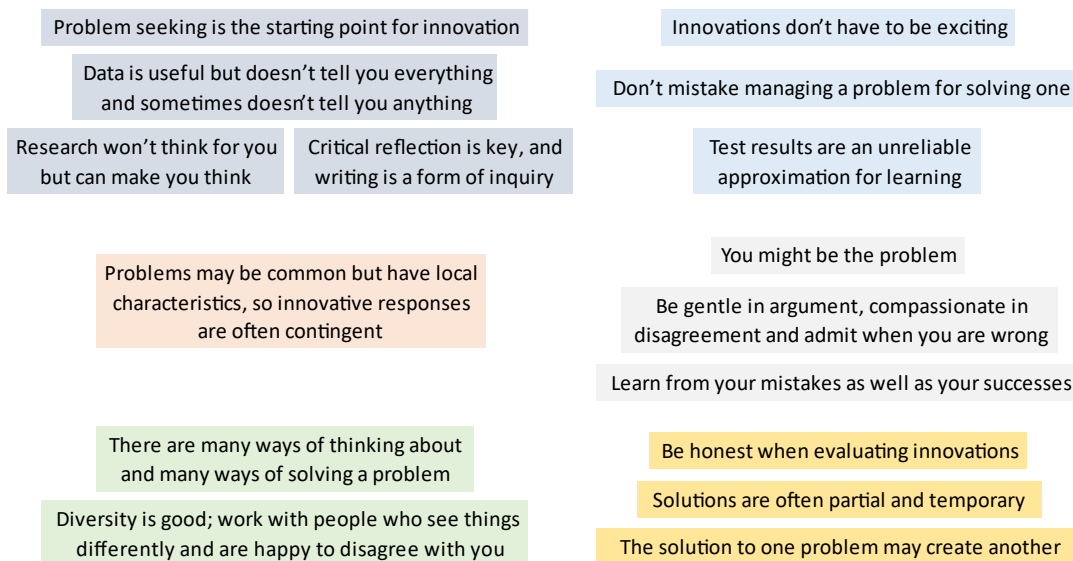 Problem seeking is the starting point for innovation
Data is useful but doesn't tell you everything
and sometimes doesn't tell you anything
Research won't think for you
but can make you think
Critical reflection is key, and
writing is a form of inquiry
Problems may be common but have local
characteristics, so innovative responses
are often contingent
There are many ways of thinking about
and many ways of solving a problem
Diversity is good; work with people who see things
differently and are happy to disagree with you
Innovations don't have to be exciting
Don't mistake managing a problem for solving one
Test results are an unreliable
approximation for learning
You might be the problem
Be gentle in argument, compassionate in
disagreement and admit when you are wrong
Learn from your mistakes as well as your successes
Be honest when evaluating innovations
Solutions are often partial and temporary
The solution to one problem may create another